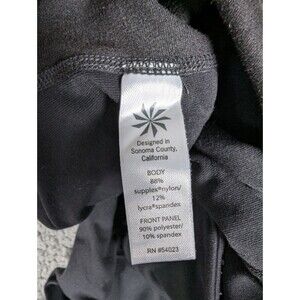 Designed in
Sonoma County,
California
BODY
88%
supplex®nylon/
12%
lycra®spandex
FRONT PANEL
90% polyester/
10% spandex
RN #54023